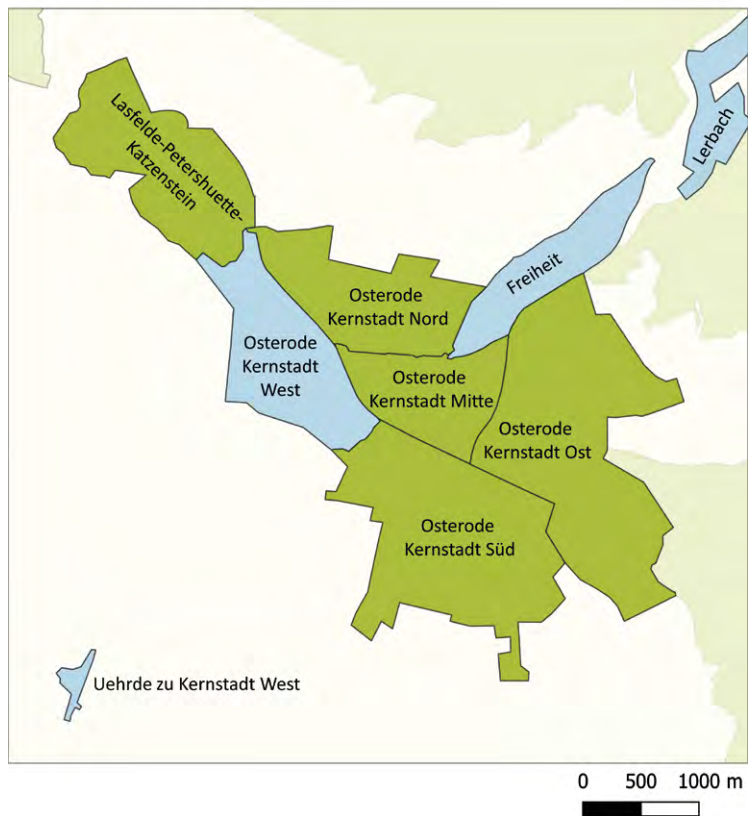 Lasfelde-Petershuette-
Katzenstein
Lerbach
Freiheit
Osterode
Kernstadt Nord
Osterode
Kernstadt
West
Osterode
Kernstadt Mitte
Osterode
Kernstadt Ost
Osterode
Kernstadt Süd
Uehrde zu Kernstadt West
0 500 1000 m